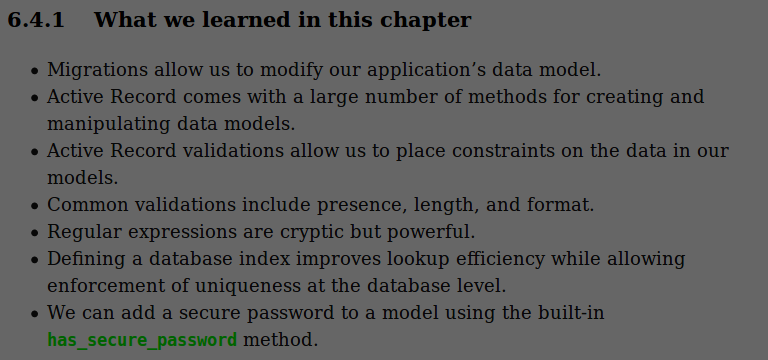 6.4.1 What we learned in this chapter
• Migrations allow us to modify our application’s data model.
• Active Record comes with a large number of methods for creating and
manipulating data models.
• Active Record validations allow us to place constraints on the data in our
models.
• Common validations include presence, length, and format.
• Regular expressions are cryptic but powerful.
• Defining a database index improves lookup efficiency while allowing
enforcement of uniqueness at the database level.
• We can add a secure password to a model using the built-in
has_secure_password method.